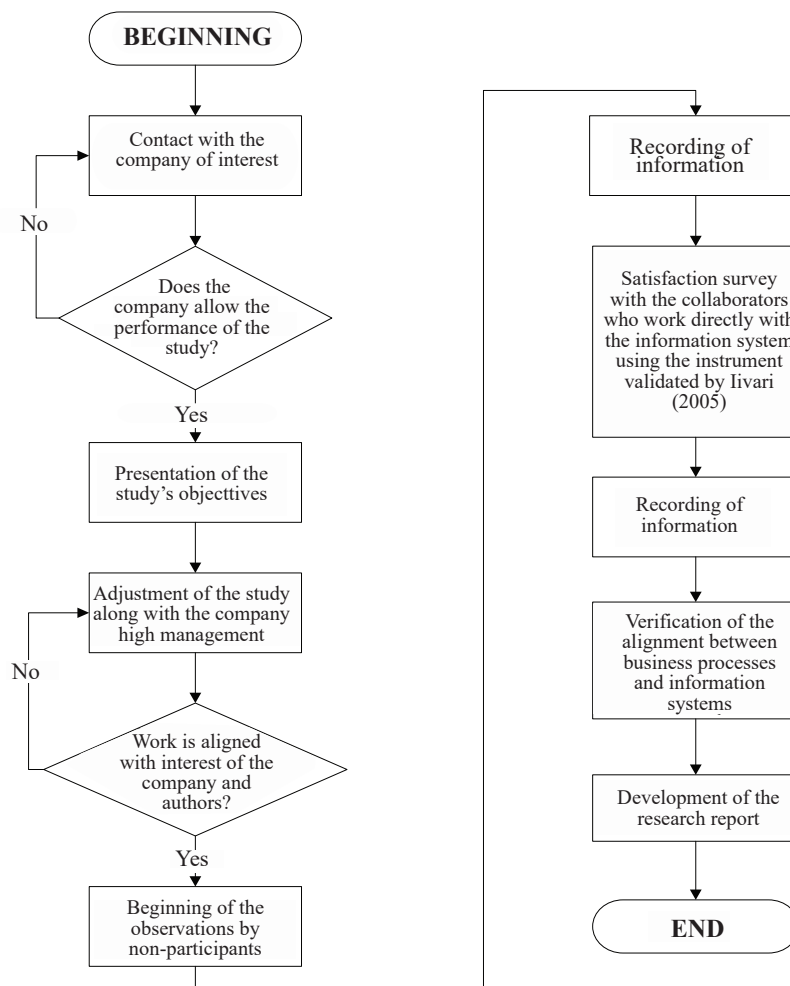 BEGINNING
Contact with the
company of interest
No
Does the
company allow the
performance of the
study?
Yes
Presentation of the
study’s objecttives
Adjustment of the study
along with the company
high management
No
Work is aligned
with interest of the
company and
authors?
Yes
Beginning of the
observations by
non-participants
Recording of
information
Satisfaction survey
with the collaborators
who work directly with
the information system
using the instrument
validated by Iivari
(2005)
Recording of
information
Verification of the
alignment between
business processes
and information
systems
Development of the
research report
END